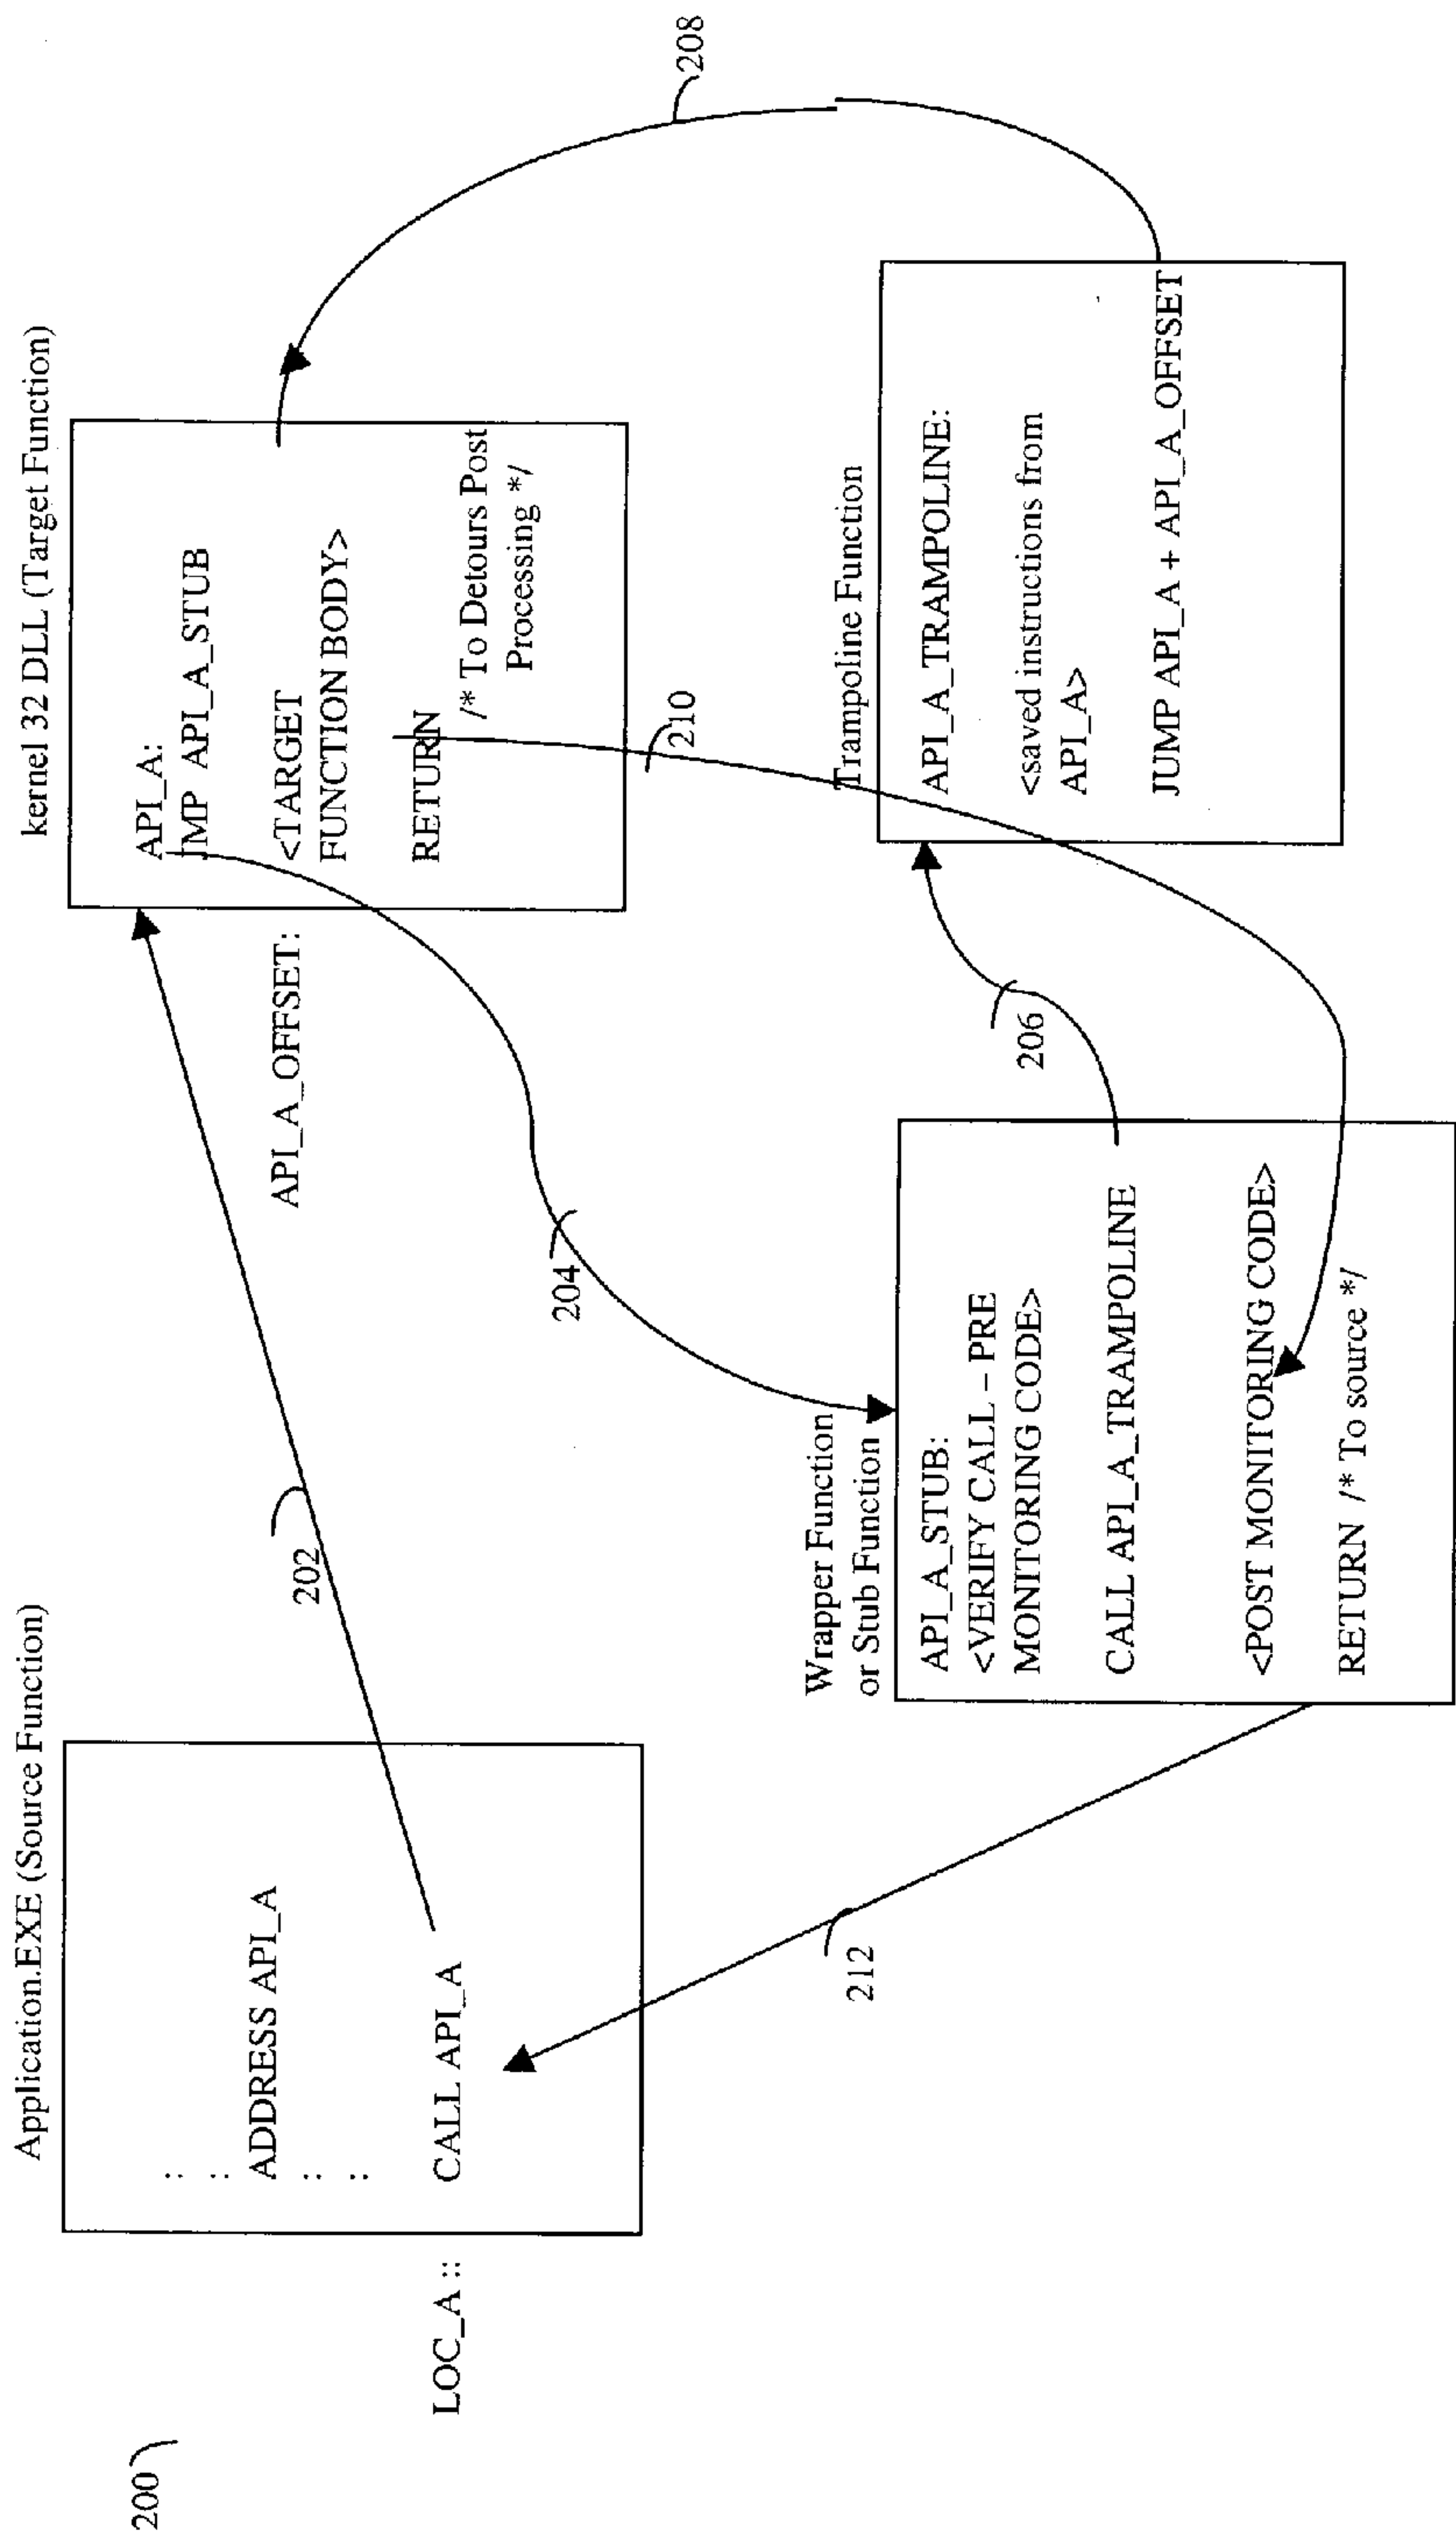 200
Application.EXE (Source Function)
:
:
ADDRESS API_A
:
:
LOC_A ::
CALL API_A
202
kernel 32 DLL (Target Function)
API_A:
JMP API_A_STUB
API_A_OFFSET:
<TARGET
FUNCTION BODY>
RETURN
/* To Detours Post
Processing */
204
208
210
212
206
Wrapper Function
or Stub Function
API_A_STUB:
<VERIFY CALL – PRE
MONITORING CODE>
CALL API_A_TRAMPOLINE
<POST MONITORING CODE>
RETURN /* To source */
Trampoline Function
API_A_TRAMPOLINE:
<saved instructions from
API_A>
JUMP API_A + API_A_OFFSET